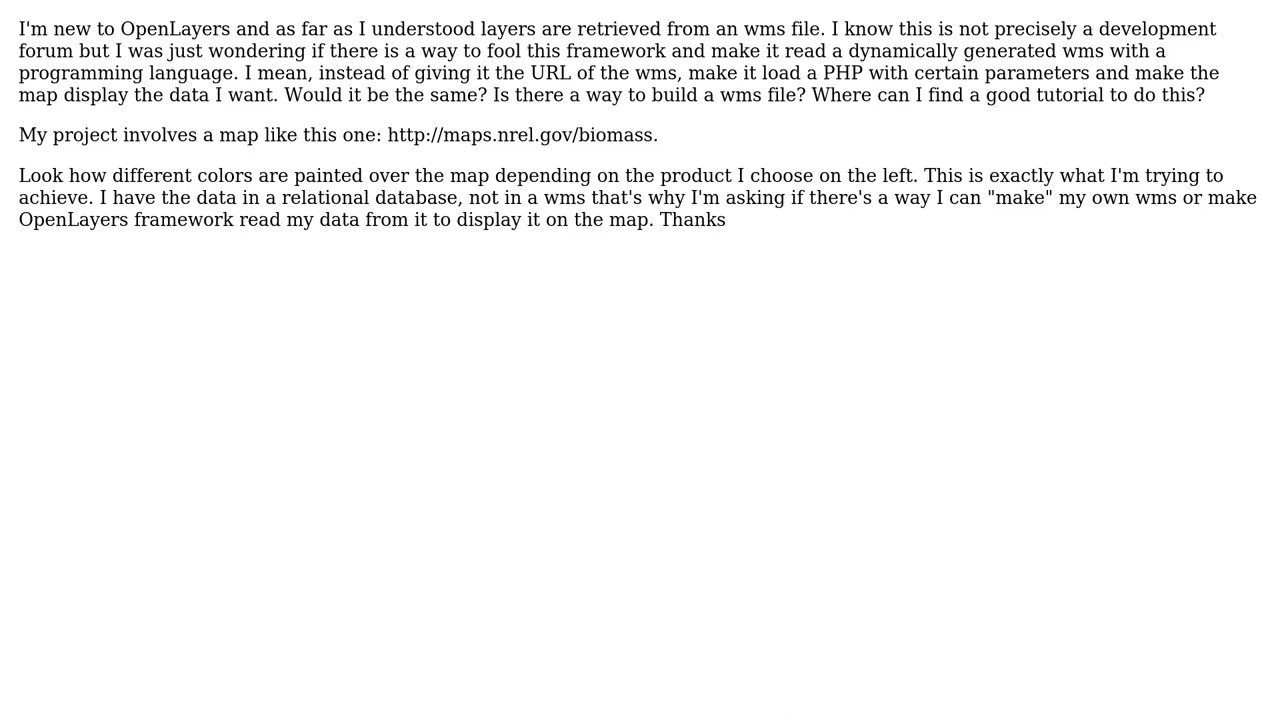 I'm new to OpenLayers and as far as I understood layers are retrieved from an wms file. I know this is not precisely a development
forum but I was just wondering if there is a way to fool this framework and make it read a dynamically generated wms with a
programming language. I mean, instead of giving it the URL of the wms, make it load a PHP with certain parameters and make the
map display the data I want. Would it be the same? Is there a way to build a wms file? Where can I find a good tutorial to do this?
My project involves a map like this one: http://maps.nrel.gov/biomass.
Look how different colors are painted over the map depending on the product I choose on the left. This is exactly what I'm trying to
achieve. I have the data in a relational database, not in a wms that's why I'm asking if there's a way I can "make" my own wms or make
OpenLayers framework read my data from it to display it on the map. Thanks